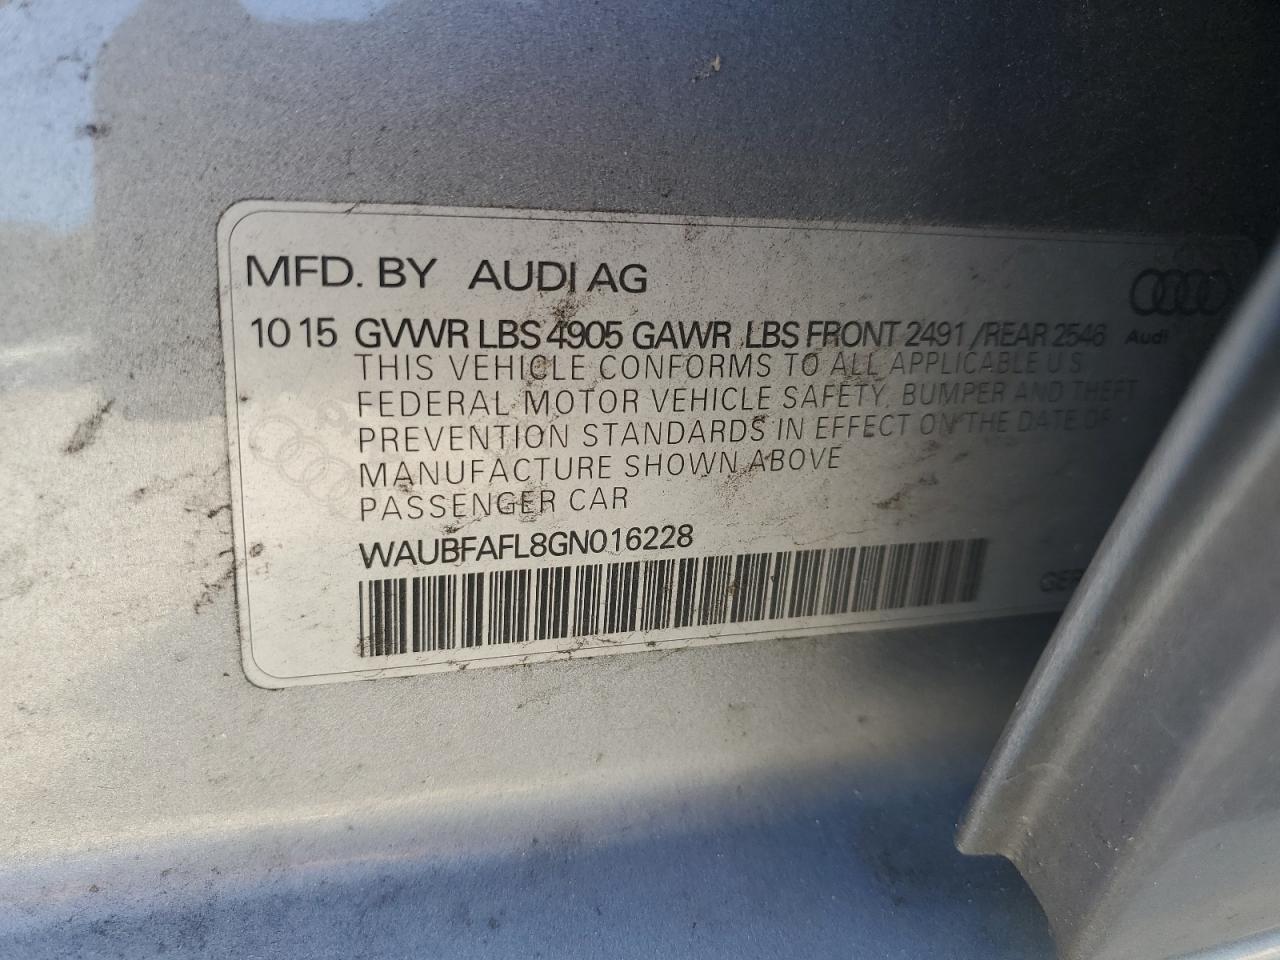 MFD. BY AUDI AG
10 15 GVWR LBS 4905 GAWR LBS FRONT 2491 /REAR 2546 Audi
THIS VEHICLE CONFORMS TO ALL APPLICABLE U S
FEDERAL MOTOR VEHICLE SAFETY, BUMPER AND THEFT
PREVENTION STANDARDS IN EFFECT ON THE DATE OF
MANUFACTURE SHOWN ABOVE
PASSENGER CAR
WAUBFAFL8GN016228